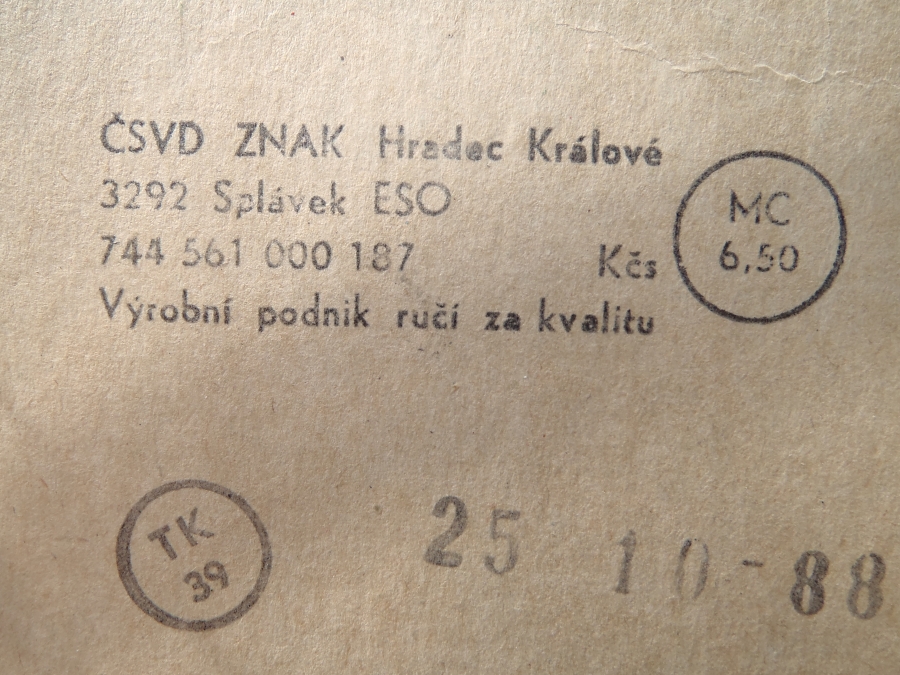 ČSVD ZNAK Hradec Králové
3292 Splávek ESO
744 561 000 187
Kčs
MC
6,50
Výrobní podnik ručí za kvalitu
TK
39
25 10-88